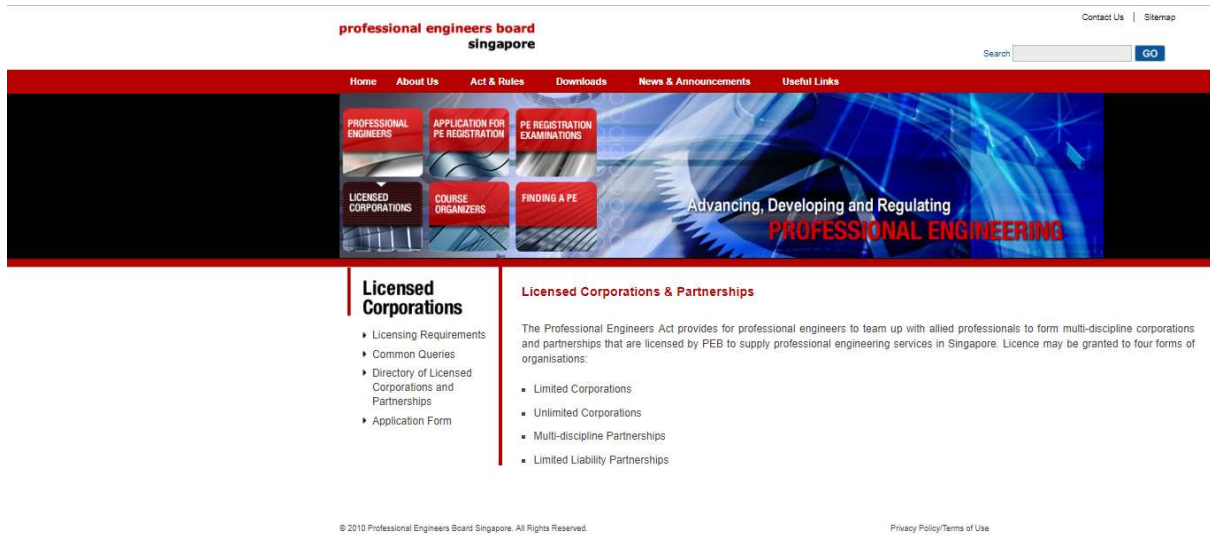 Contact Us | Sitemap
professional engineers board
singapore
Search GO
Home About Us Act & Rules Downloads News & Announcements Useful Links
PROFESSIONAL
ENGINEERS
APPLICATION FOR
PE REGISTRATION
PE REGISTRATION
EXAMINATIONS
LICENSED
CORPORATIONS
COURSE
ORGANIZERS
FINDING A PE
Advancing, Developing and Regulating
PROFESSIONAL ENGINEERING
Licensed
Corporations
Licensing Requirements
Common Queries
Directory of Licensed
Corporations and
Partnerships
Application Form
Licensed Corporations & Partnerships
The Professional Engineers Act provides for professional engineers to team up with allied professionals to form multi-discipline corporations
and partnerships that are licensed by PEB to supply professional engineering services in Singapore. Licence may be granted to four forms of
organisations:
Limited Corporations
Unlimited Corporations
Multi-discipline Partnerships
Limited Liability Partnerships
© 2010 Professional Engineers Board Singapore. All Rights Reserved. Privacy Policy/Terms of Use